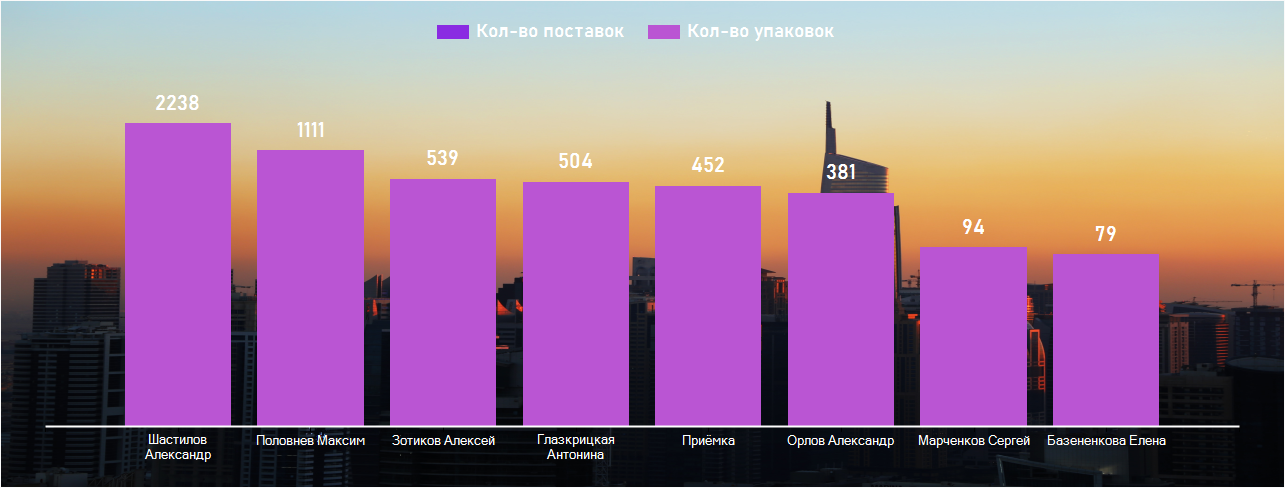 Кол-во поставок Кол-во упаковок
2238
1111
539
504
452
381
94
79
Шастилов
Александр
Половнев Максим
Зотиков Алексей
Глазкрицкая
Антонина
Приёмка
Орлов Александр
Марченков Сергей
Базененкова Елена